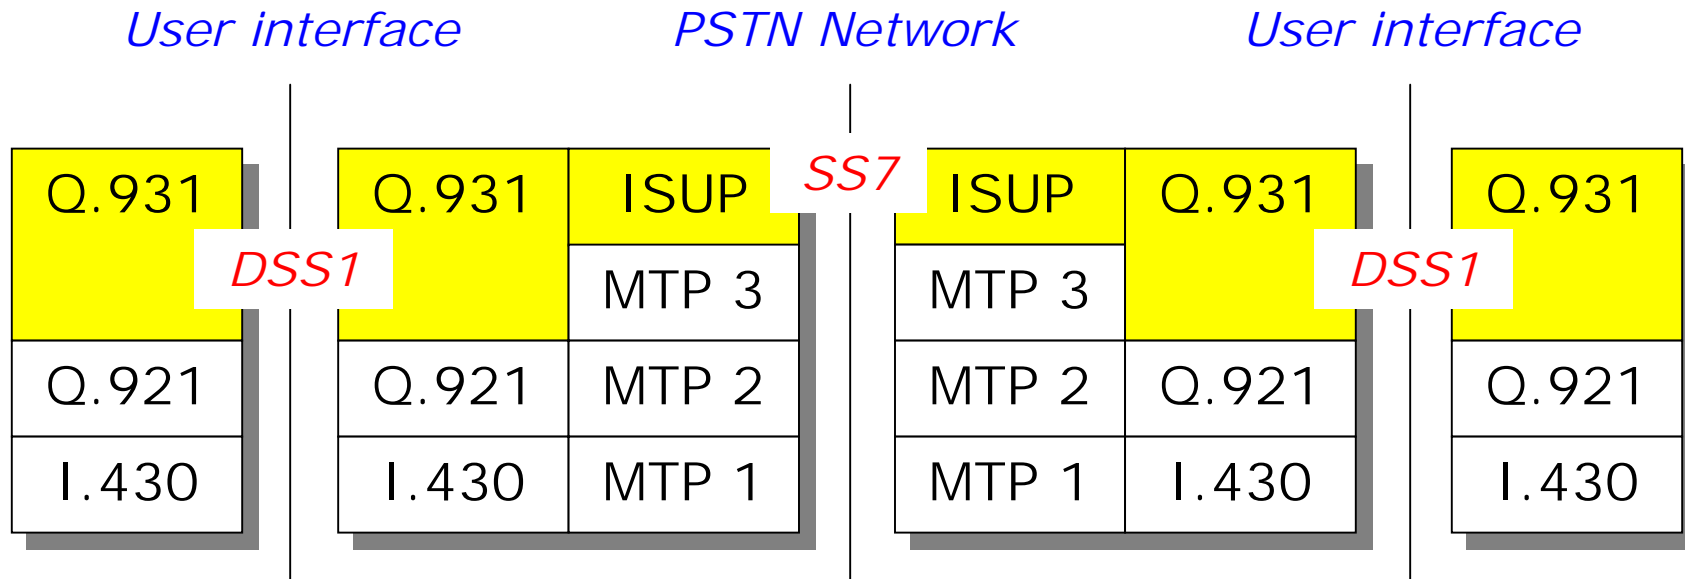 User interface PSTN Network User interface
Q.931 Q.931 ISUP SS7 ISUP Q.931 Q.931
DSS1 MTP 3 MTP 3 DSS1
Q.921 Q.921 MTP 2 MTP 2 Q.921 Q.921
I.430 I.430 MTP 1 MTP 1 I.430 I.430